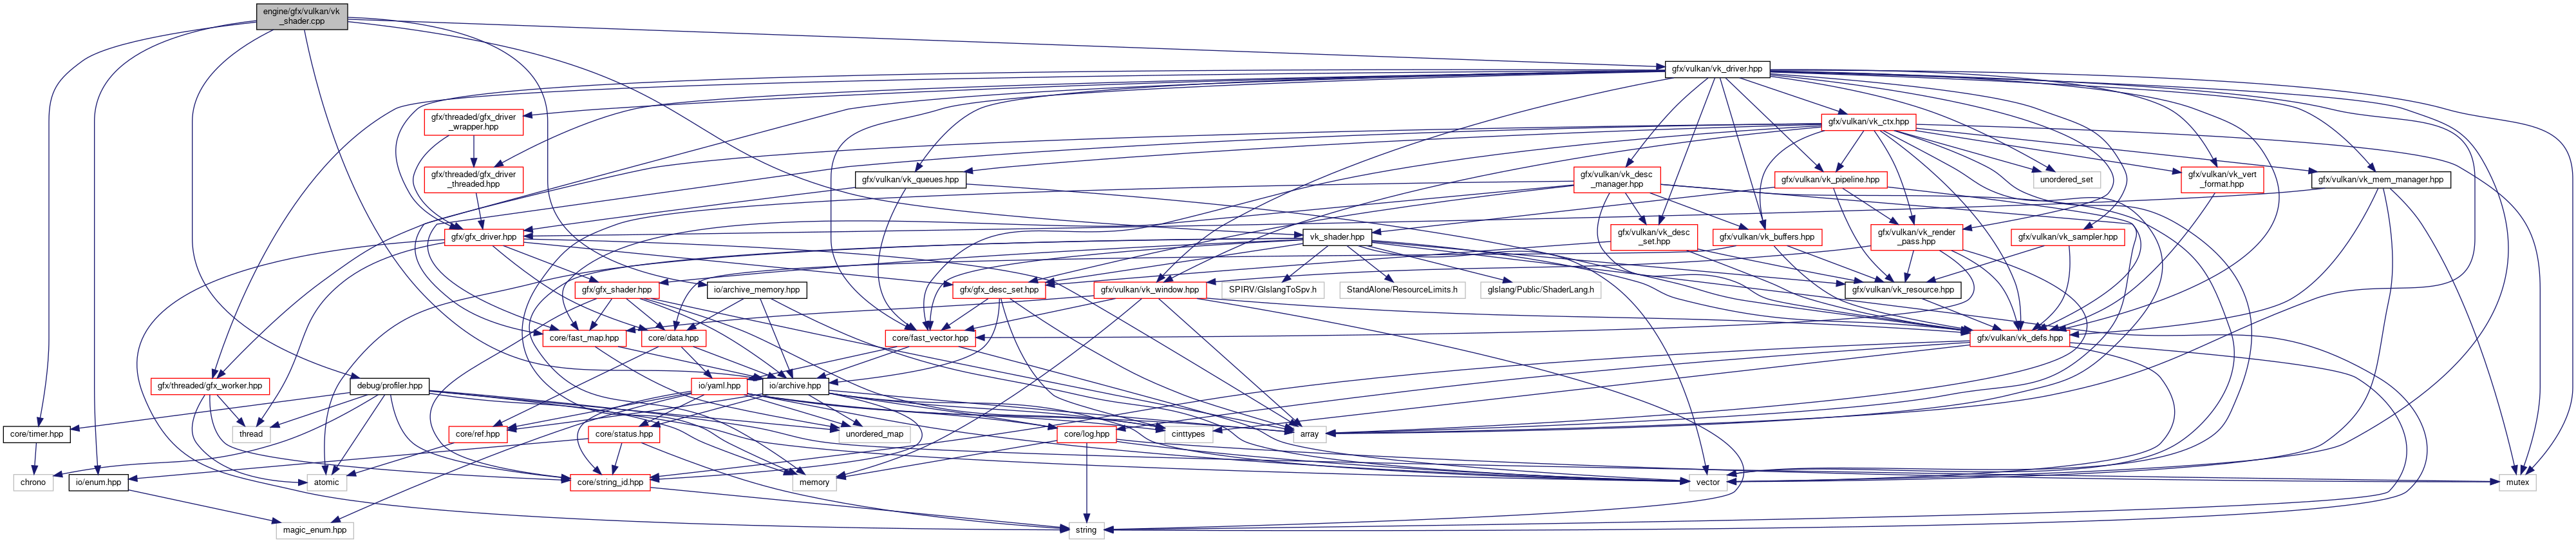 engine/gfx/vulkan/vk
_shader.cpp
gfx/vulkan/vk_driver.hpp
gfx/threaded/gfx_driver
_wrapper.hpp
gfx/vulkan/vk_ctx.hpp
gfx/threaded/gfx_driver
_threaded.hpp
gfx/vulkan/vk_queues.hpp
gfx/vulkan/vk_desc
_manager.hpp
gfx/vulkan/vk_pipeline.hpp
unordered_set
gfx/vulkan/vk_vert
_format.hpp
gfx/vulkan/vk_mem_manager.hpp
gfx/gfx_driver.hpp
vk_shader.hpp
gfx/vulkan/vk_desc
_set.hpp
gfx/vulkan/vk_buffers.hpp
gfx/vulkan/vk_render
_pass.hpp
gfx/vulkan/vk_sampler.hpp
gfx/gfx_shader.hpp
io/archive_memory.hpp
gfx/gfx_desc_set.hpp
gfx/vulkan/vk_window.hpp
SPIRV/GlslangToSpv.h
StandAlone/ResourceLimits.h
glslang/Public/ShaderLang.h
gfx/vulkan/vk_resource.hpp
core/fast_map.hpp
core/data.hpp
core/fast_vector.hpp
gfx/vulkan/vk_defs.hpp
gfx/threaded/gfx_worker.hpp
debug/profiler.hpp
io/yaml.hpp
io/archive.hpp
core/timer.hpp
thread
core/ref.hpp
core/status.hpp
unordered_map
core/log.hpp
cinttypes
array
chrono
io/enum.hpp
atomic
core/string_id.hpp
memory
vector
mutex
magic_enum.hpp
string